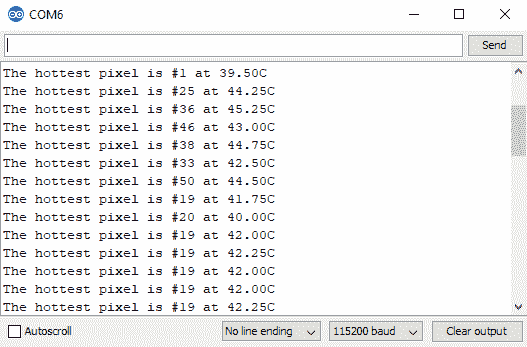 COM6
Send
The hottest pixel is #1 at 39.50C
The hottest pixel is #25 at 44.25C
The hottest pixel is #36 at 45.25C
The hottest pixel is #46 at 43.00C
The hottest pixel is #38 at 44.75C
The hottest pixel is #33 at 42.50C
The hottest pixel is #50 at 44.50C
The hottest pixel is #19 at 41.75C
The hottest pixel is #20 at 40.00C
The hottest pixel is #19 at 42.00C
The hottest pixel is #19 at 42.25C
The hottest pixel is #19 at 42.00C
The hottest pixel is #19 at 42.00C
The hottest pixel is #19 at 42.25C
Autoscroll No line ending 115200 baud Clear output